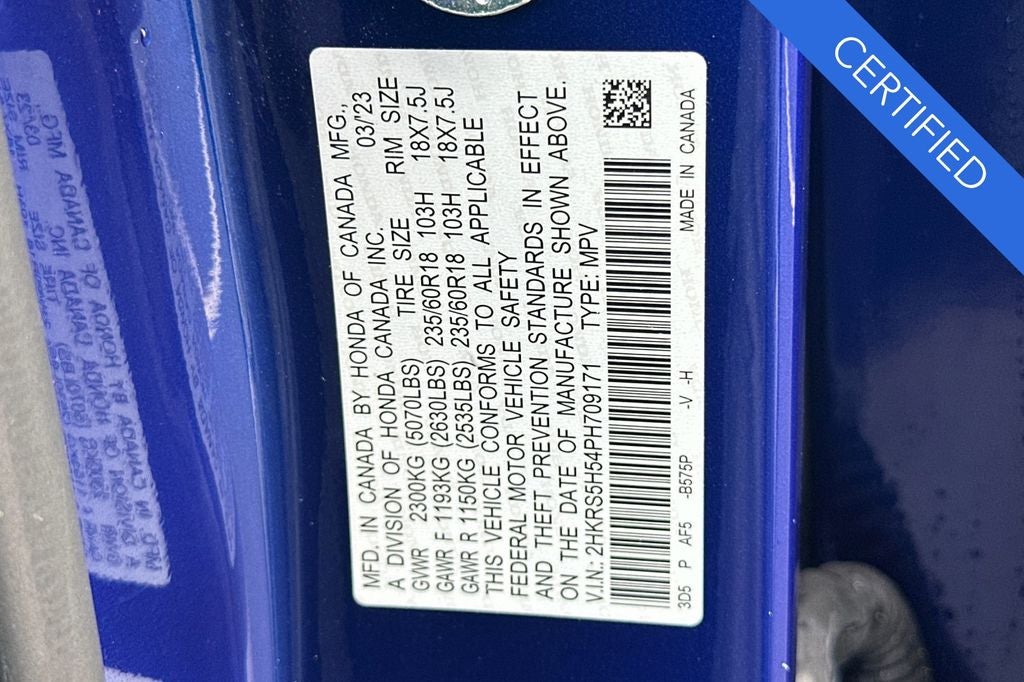 MFD. IN CANADA BY HONDA OF CANADA MFG.,
A DIVISION OF HONDA CANADA INC. 03/'23
GWR 2300KG (5070LBS) TIRE SIZE RIM SIZE
GAWR F 1193KG (2630LBS) 235/60R18 103H 18X7.5J
GAWR R 1150KG (2535LBS) 235/60R18 103H 18X7.5J
THIS VEHICLE CONFORMS TO ALL APPLICABLE
FEDERAL MOTOR VEHICLE SAFETY
AND THEFT PREVENTION STANDARDS IN EFFECT
ON THE DATE OF MANUFACTURE SHOWN ABOVE.
V.I.N.: 2HKRS5H54PH709171 TYPE: MPV
3D5 P AF5 -B575P -V -H MADE IN CANADA
CERTIFIED